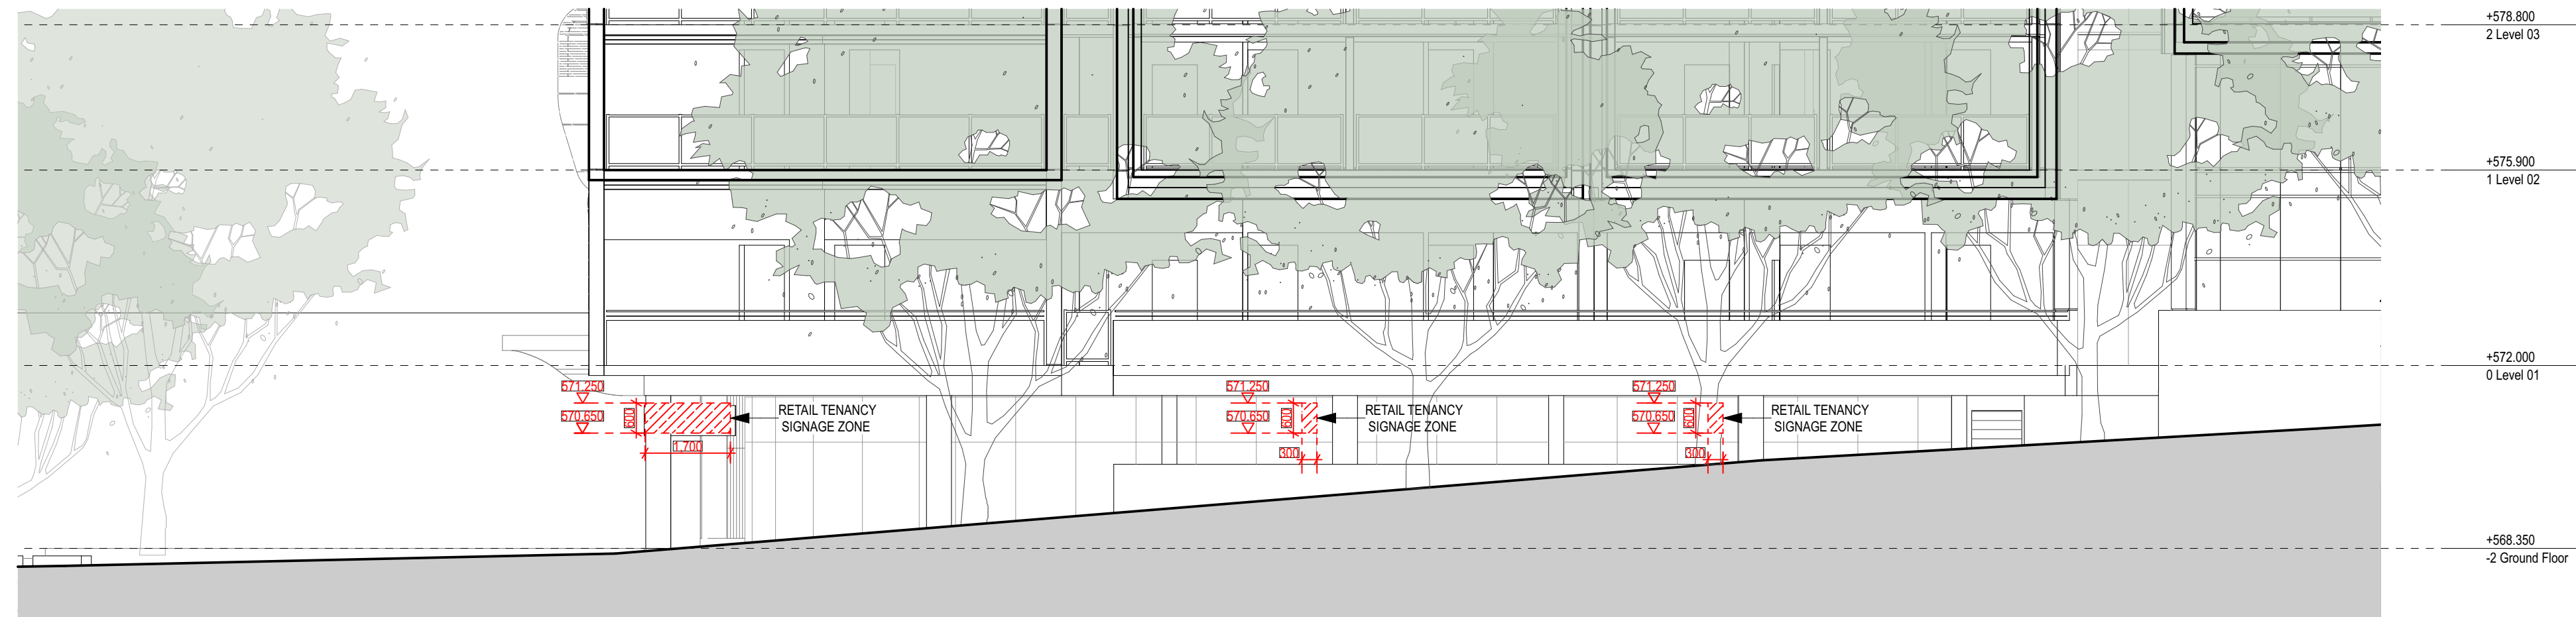 +578.800
2 Level 03
+575.900
1 Level 02
+572.000
0 Level 01
571.250
570.650
600
1,700
RETAIL TENANCY
SIGNAGE ZONE
571.250
570.650
600
300
RETAIL TENANCY
SIGNAGE ZONE
571.250
570.650
600
300
RETAIL TENANCY
SIGNAGE ZONE
+568.350
-2 Ground Floor